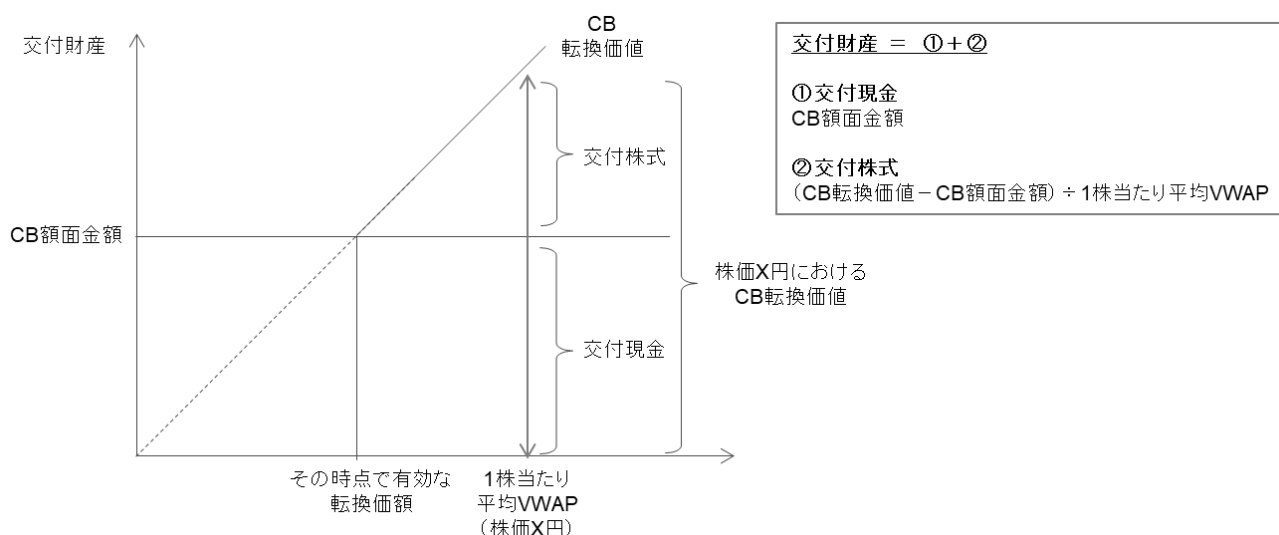 交付財産
CB
転換価値
交付株式
CB額面金額
株価X円における
CB転換価値
交付現金
その時点で有効な
転換価額
1株当たり
平均VWAP
（株価X円）
交付財産 ＝ ①＋②
①交付現金
CB額面金額
②交付株式
（CB転換価値－CB額面金額）÷1株当たり平均VWAP